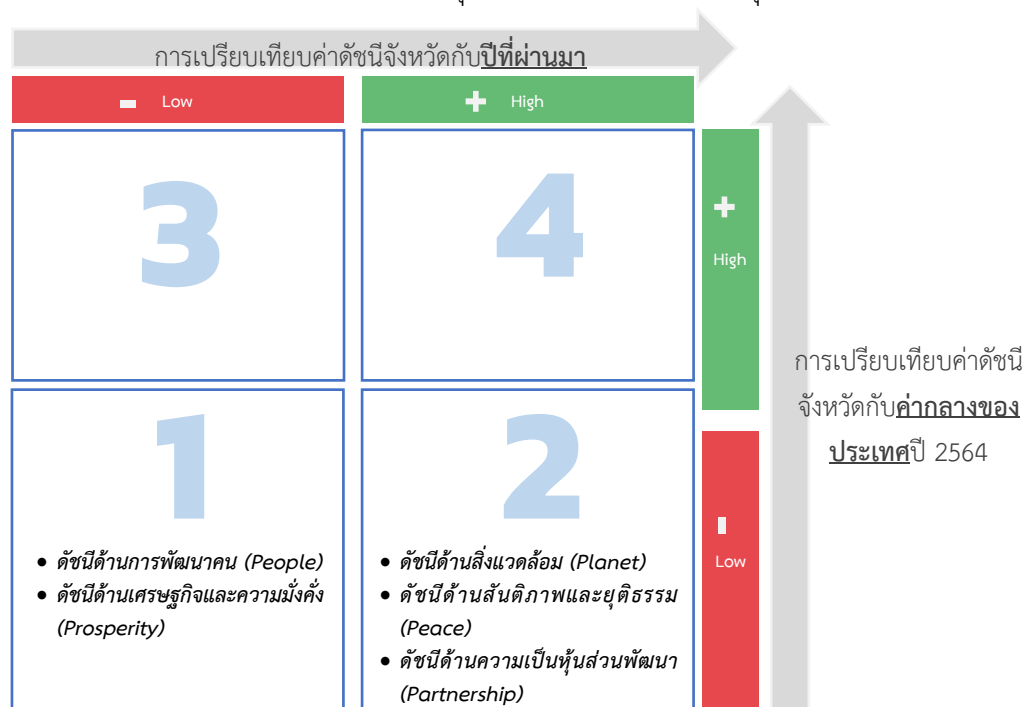 การเปรียบเทียบค่าดัชนีจังหวัดกับปีที่ผ่านมา
- Low
+ High
3
4
+
High
การเปรียบเทียบค่าดัชนี
จังหวัดกับค่ากลางของ
ประเทศปี 2564
1
2
• ดัชนีด้านการพัฒนาคน (People)
• ดัชนีด้านเศรษฐกิจและความมั่งคั่ง
(Prosperity)
• ดัชนีด้านสิ่งแวดล้อม (Planet)
• ดัชนีด้านสันติภาพและยุติธรรม
(Peace)
• ดัชนีด้านความเป็นหุ้นส่วนพัฒนา
(Partnership)
-
Low